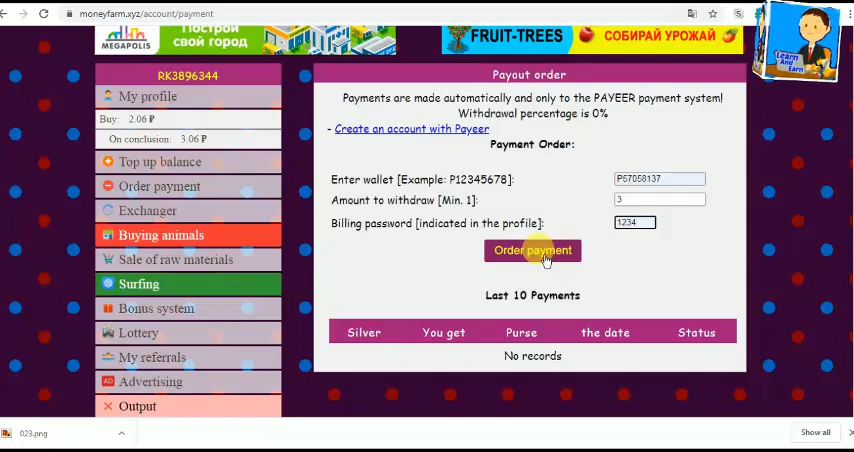 moneyfarm.xyz/account/payment
MEGAPOLIS
Построй
свой город
FRUIT-TREES
СОБИРАЙ УРОЖАЙ
Learn
And
Earn
RK3896344
My profile
Buy: 2.06 ₽
On conclusion: 3.06 ₽
Top up balance
Order payment
Exchanger
Buying animals
Sale of raw materials
Surfing
Bonus system
Lottery
My referrals
AD Advertising
Output
Payout order
Payments are made automatically and only to the PAYEER payment system!
Withdrawal percentage is 0%
- Create an account with Payeer
Payment Order:
Enter wallet [Example: P12345678]: P57058137
Amount to withdraw [Min. 1]: 3
Billing password [indicated in the profile]: 1234
Order payment
Last 10 Payments
Silver You get Purse the date Status
No records
023.png
Show all